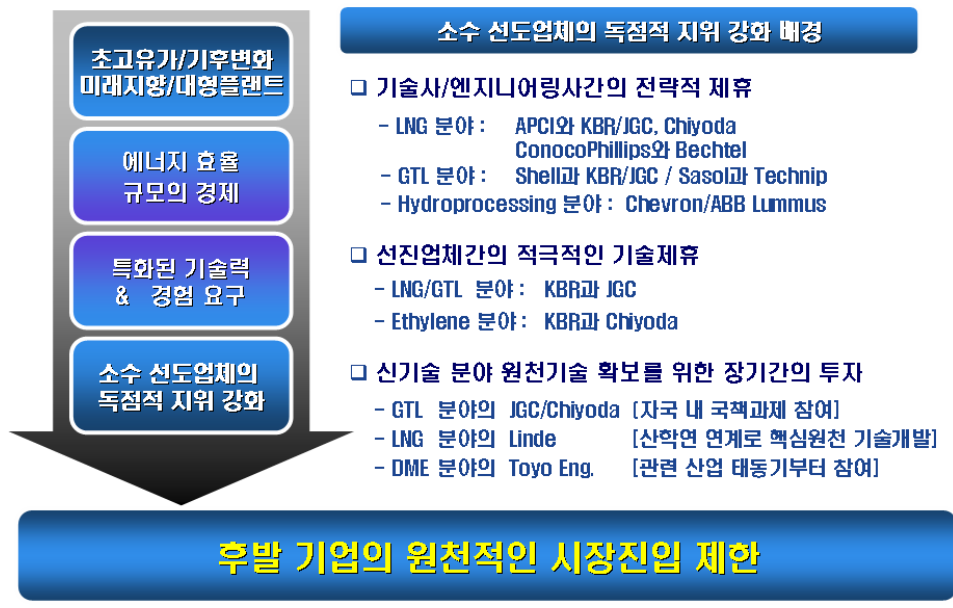 초고유가/기후변화
미래지향/대형플랜트
에너지 효율
규모의 경제
특화된 기술력
& 경험 요구
소수 선도업체의
독점적 지위 강화
소수 선도업체의 독점적 지위 강화 배경
❑ 기술사/엔지니어링사간의 전략적 제휴
- LNG 분야 : APCI와 KBR/JGC, Chiyoda
ConocoPhillips와 Bechtel
- GTL 분야 : Shell과 KBR/JGC / Sasol과 Technip
- Hydroprocessing 분야 : Chevron/ABB Lummus
❑ 선진업체간의 적극적인 기술제휴
- LNG/GTL 분야 : KBR과 JGC
- Ethylene 분야 : KBR과 Chiyoda
❑ 신기술 분야 원천기술 확보를 위한 장기간의 투자
- GTL 분야의 JGC/Chiyoda [자국 내 국책과제 참여]
- LNG 분야의 Linde [산학연 연계로 핵심원천 기술개발]
- DME 분야의 Toyo Eng. [관련 산업 태동기부터 참여]
후발 기업의 원천적인 시장진입 제한